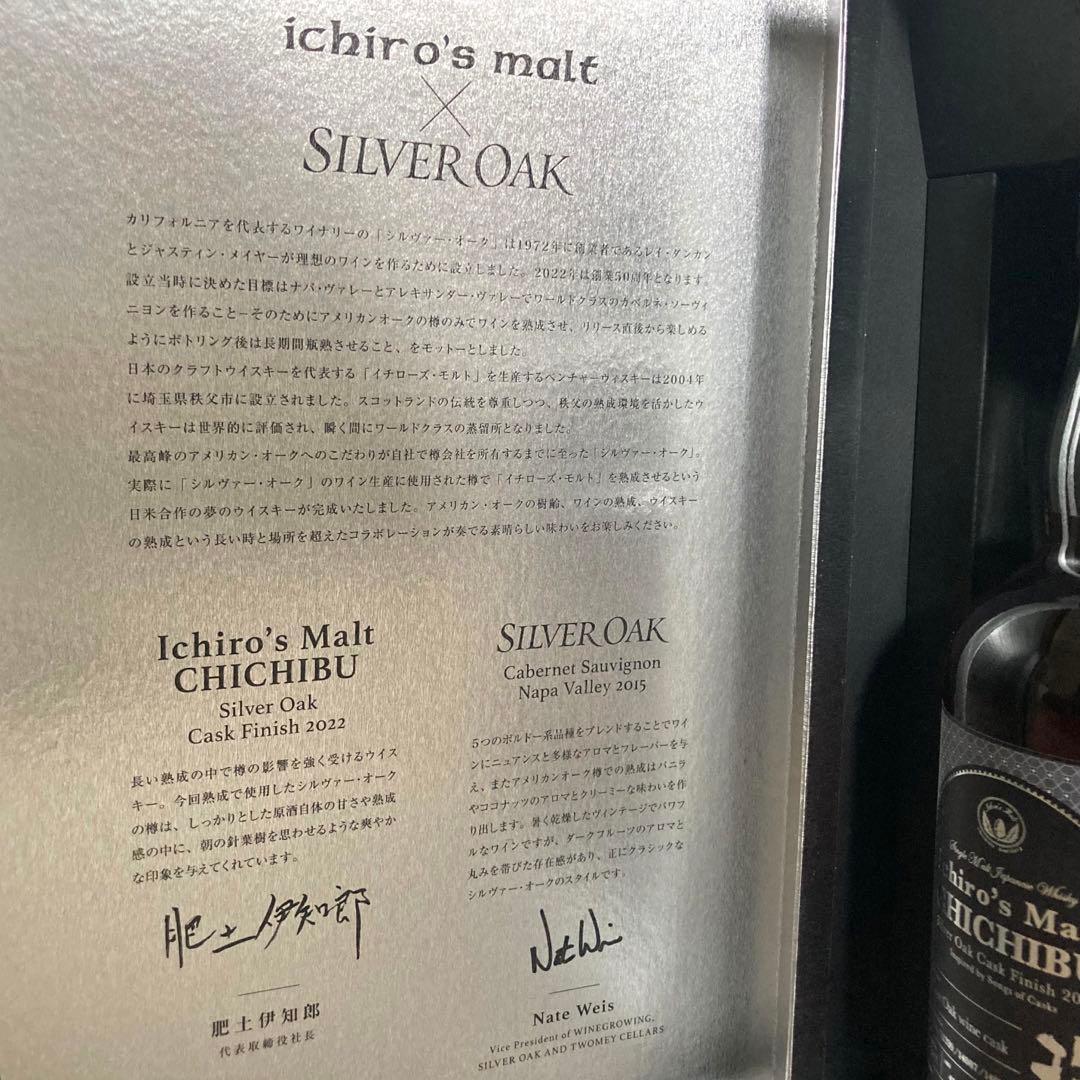 ichiro's malt
×
SILVER OAK
カリフォルニアを代表するワイナリーの「シルヴァー・オーク」は1972年に創業者であるレイ・ダンカン
とジャスティン・メイヤーが理想のワインを作るために設立しました。2022年は創業50周年となります
設立当時に決めた目標はナパ・ヴァレーとアレキサンダー・ヴァレーでワールドクラスのカベルネ・ソーヴィ
ニヨンを作ること−そのためにアメリカンオークの樽のみでワインを熟成させ、リリース直後から楽しめる
ようにボトリング後は長期間瓶熟させること、をモットーとしました。
日本のクラフトウイスキーを代表する「イチローズ・モルト」を生産するベンチャーウィスキーは2004年
に埼玉県秩父市に設立されました。スコットランドの伝統を尊重しつつ、秩父の熟成環境を活かしたウ
イスキーは世界的に評価され、瞬く間にワールドクラスの蒸留所となりました。
最高峰のアメリカン・オークへのこだわりが自社で樽会社を所有するまでに至った「シルヴァー・オーク」。
実際に「シルヴァー・オーク」のワイン生産に使用された樽で「イチローズ・モルト」を熟成させるという
日米合作の夢のウイスキーが完成いたしました。アメリカン・オークの樹齢、ワインの熟成、ウイスキー
の熟成という長い時と場所を超えたコラボレーションが奏でる素晴らしい味わいをお楽しみください。
Ichiro's Malt
CHICHIBU
Silver Oak
Cask Finish 2022
長い熟成の中で樽の影響を強く受けるウイス
キー。今回熟成で使用したシルヴァー・オーク
の樽は、しっかりとした原酒自体の甘さや熟成
感の中に、朝の針葉樹を思わせるような爽やか
な印象を与えてくれています。
肥土伊知郎
肥土伊知郎
代表取締役社長
SILVER OAK
Cabernet Sauvignon
Napa Valley 2015
5つのボルドー系品種をブレンドすることでワイ
ンにニュアンスと多様なアロマとフレーバーを与
え、またアメリカンオーク樽での熟成はバニラ
やココナッツのアロマとクリーミーな味わいを作
り出します。暑く乾燥したヴィンテージでパワフ
ルなワインですが、ダークフルーツのアロマと
丸みを帯びた存在感があり、正にクラシックな
シルヴァー・オークのスタイルです。
Nate Weis
Vice President of WINEGROWING,
SILVER OAK AND TWOMEY CELLARS
Single Malt Japanese Whisky
hiro's Ma
HICHIBU
er Oak Cask Finish 20
Inspired by Songs of Casks
Oak wine cask